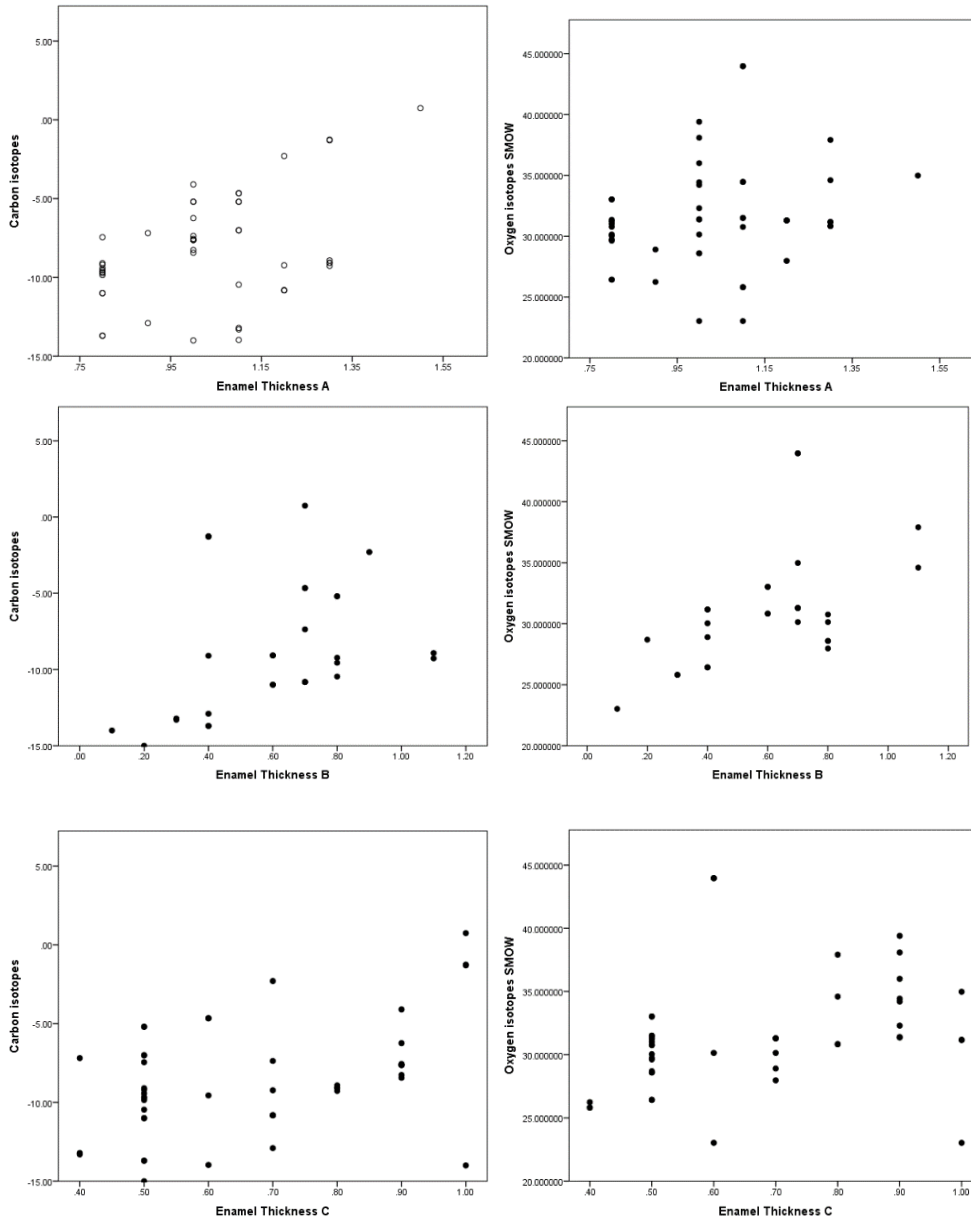 5.00
.00
-5.00
-10.00
-15.00
Carbon isotopes
.75 .95 1.15 1.35 1.55
Enamel Thickness A
45.000000
40.000000
35.000000
30.000000
25.000000
20.000000
Oxygen isotopes SMOW
.75 .95 1.15 1.35 1.55
Enamel Thickness A
5.00
.00
-5.00
-10.00
-15.00
Carbon isotopes
.00 .20 .40 .60 .80 1.00 1.20
Enamel Thickness B
45.000000
40.000000
35.000000
30.000000
25.000000
20.000000
Oxygen isotopes SMOW
.00 .20 .40 .60 .80 1.00 1.20
Enamel Thickness B
5.00
.00
-5.00
-10.00
-15.00
Carbon isotopes
.40 .50 .60 .70 .80 .90 1.00
Enamel Thickness C
45.000000
40.000000
35.000000
30.000000
25.000000
20.000000
Oxygen isotopes SMOW
.40 .50 .60 .70 .80 .90 1.00
Enamel Thickness C